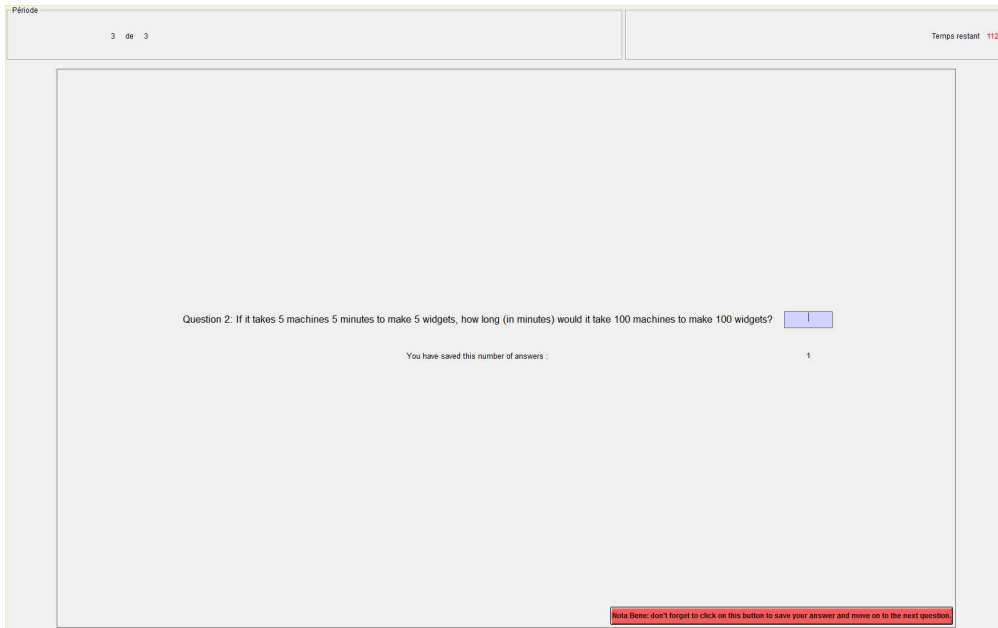 Période
3 de 3
Temps restant 112
Question 2: If it takes 5 machines 5 minutes to make 5 widgets, how long (in minutes) would it take 100 machines to make 100 widgets?
You have saved this number of answers : 1
Nota Bene: don't forget to click on this button to save your answer and move on to the next question.